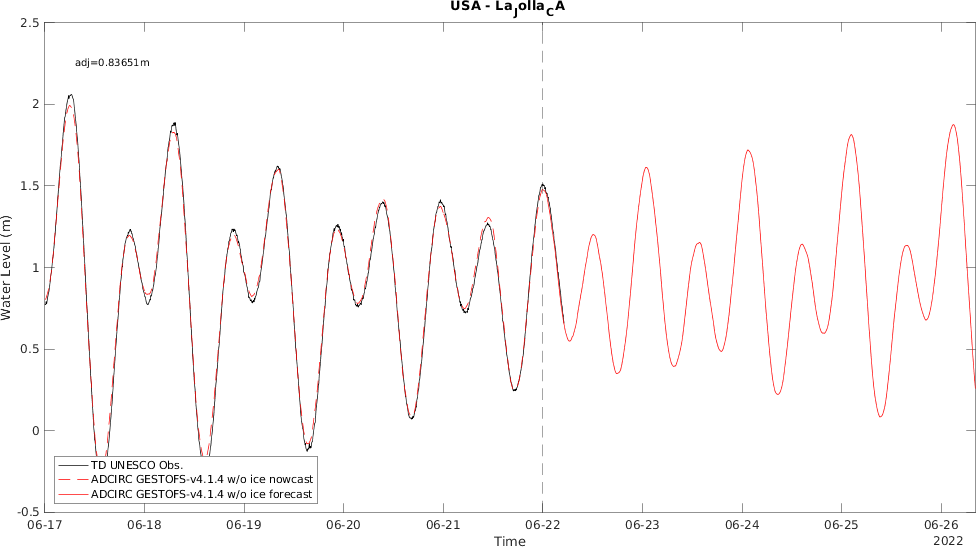 USA - LaJollaCA
2.5
adj=0.83651m
2
1.5
1
0.5
0
-0.5
Water Level (m)
TD UNESCO Obs.
ADCIRC GESTOFS-v4.1.4 w/o ice nowcast
ADCIRC GESTOFS-v4.1.4 w/o ice forecast
06-17 06-18 06-19 06-20 06-21 06-22 06-23 06-24 06-25 06-26
Time
2022